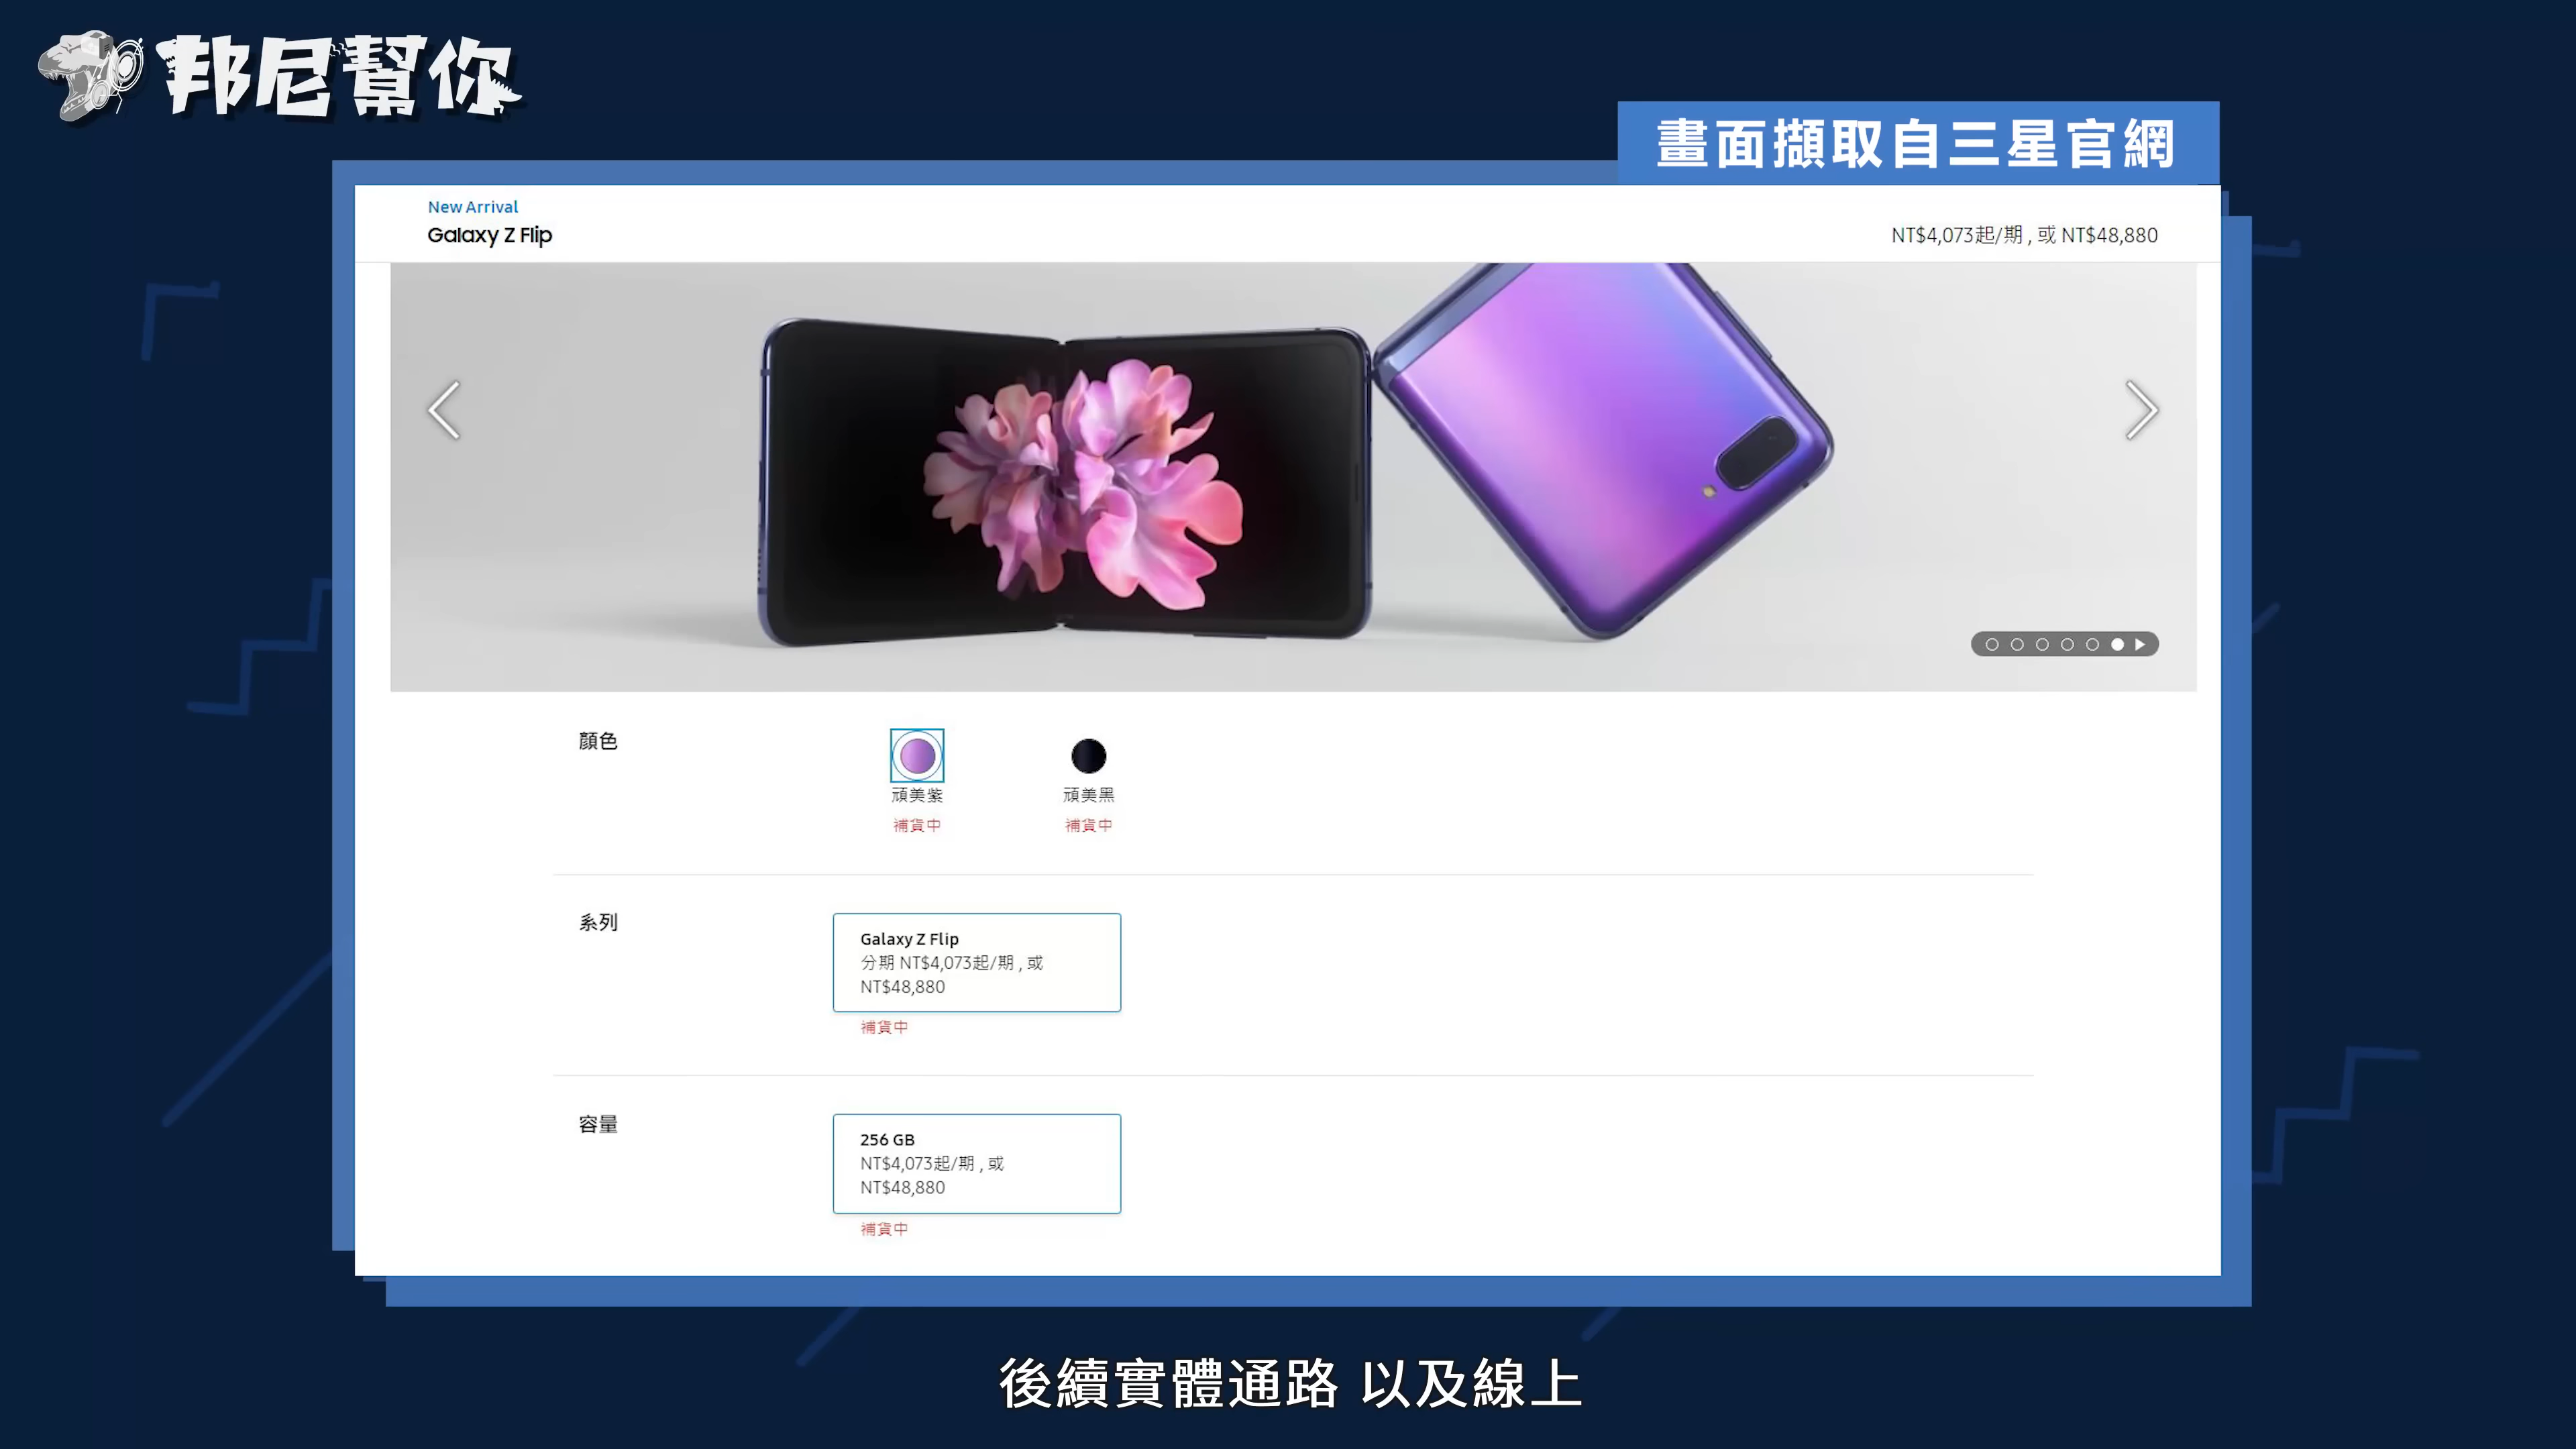 邦尼幫你
畫面擷取自三星官網
New Arrival
Galaxy Z Flip
NT$4,073起/期 , 或 NT$48,880
顏色
頑美紫
頑美黑
補貨中
補貨中
系列
Galaxy Z Flip
分期 NT$4,073起/期 , 或
NT$48,880
補貨中
容量
256 GB
NT$4,073起/期 , 或
NT$48,880
補貨中
後續實體通路 以及線上